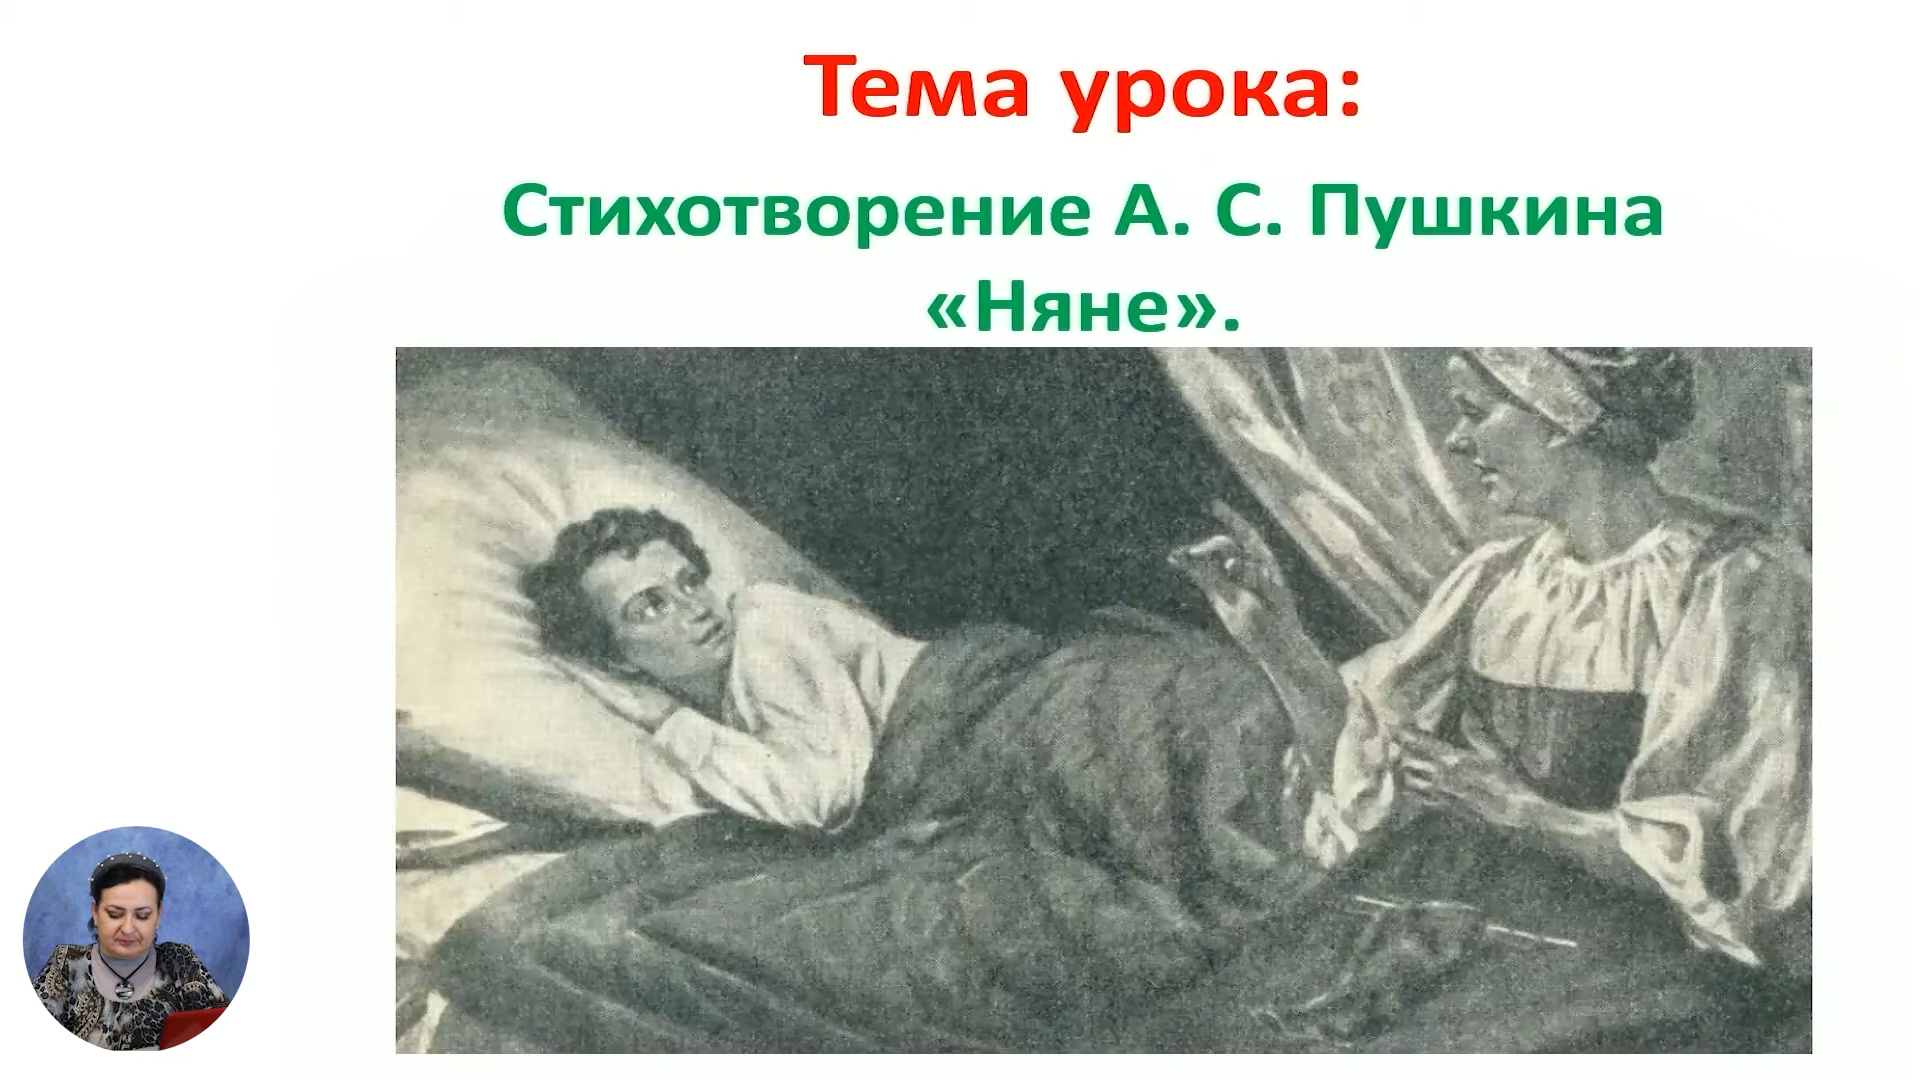 Тема урока:
Стихотворение А. С. Пушкина
«Няне».